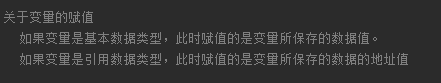 关于变量的赋值
如果变量是基本数据类型，此时赋值的是变量所保存的数据值。
如果变量是引用数据类型，此时赋值的是变量所保存的数据的地址值